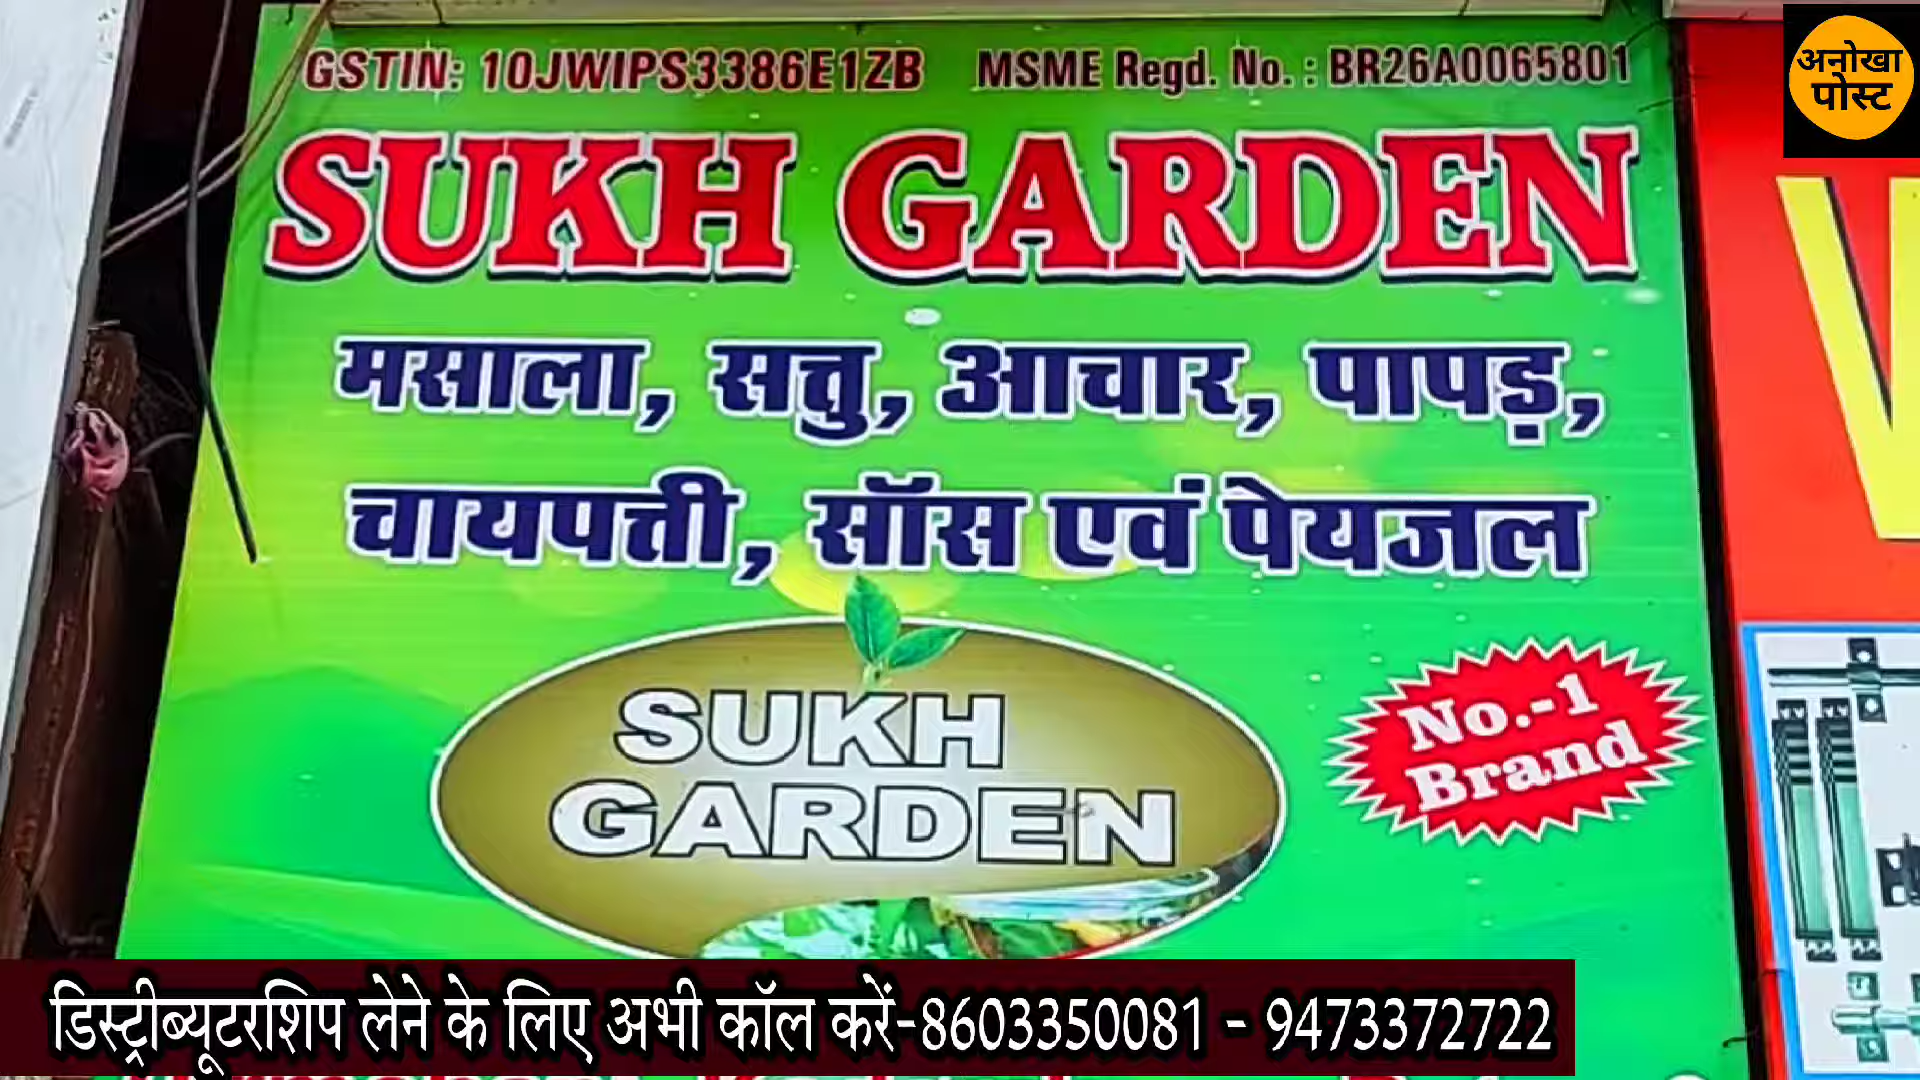 GSTIN: 10JWIPS3386E1ZB MSME Regd. No. : BR26A0065801
अनोखा
पोस्ट
SUKH GARDEN
मसाला, सत्तु, आचार, पापड़,
चायपत्ती, सॉस एवं पेयजल
SUKH
GARDEN
No.-1
Brand
डिस्ट्रीब्यूटरशिप लेने के लिए अभी कॉल करें-8603350081 - 9473372722